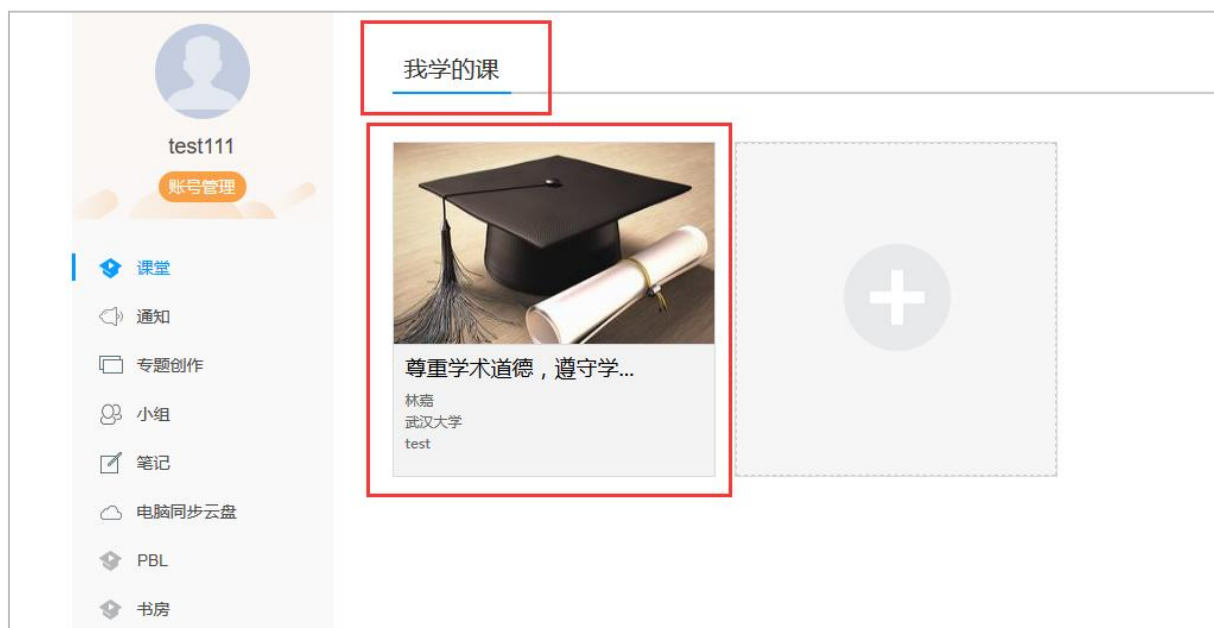 test111
账号管理
课堂
通知
专题创作
小组
笔记
电脑同步云盘
PBL
书房
我学的课
尊重学术道德，遵守学...
林嘉
武汉大学
test